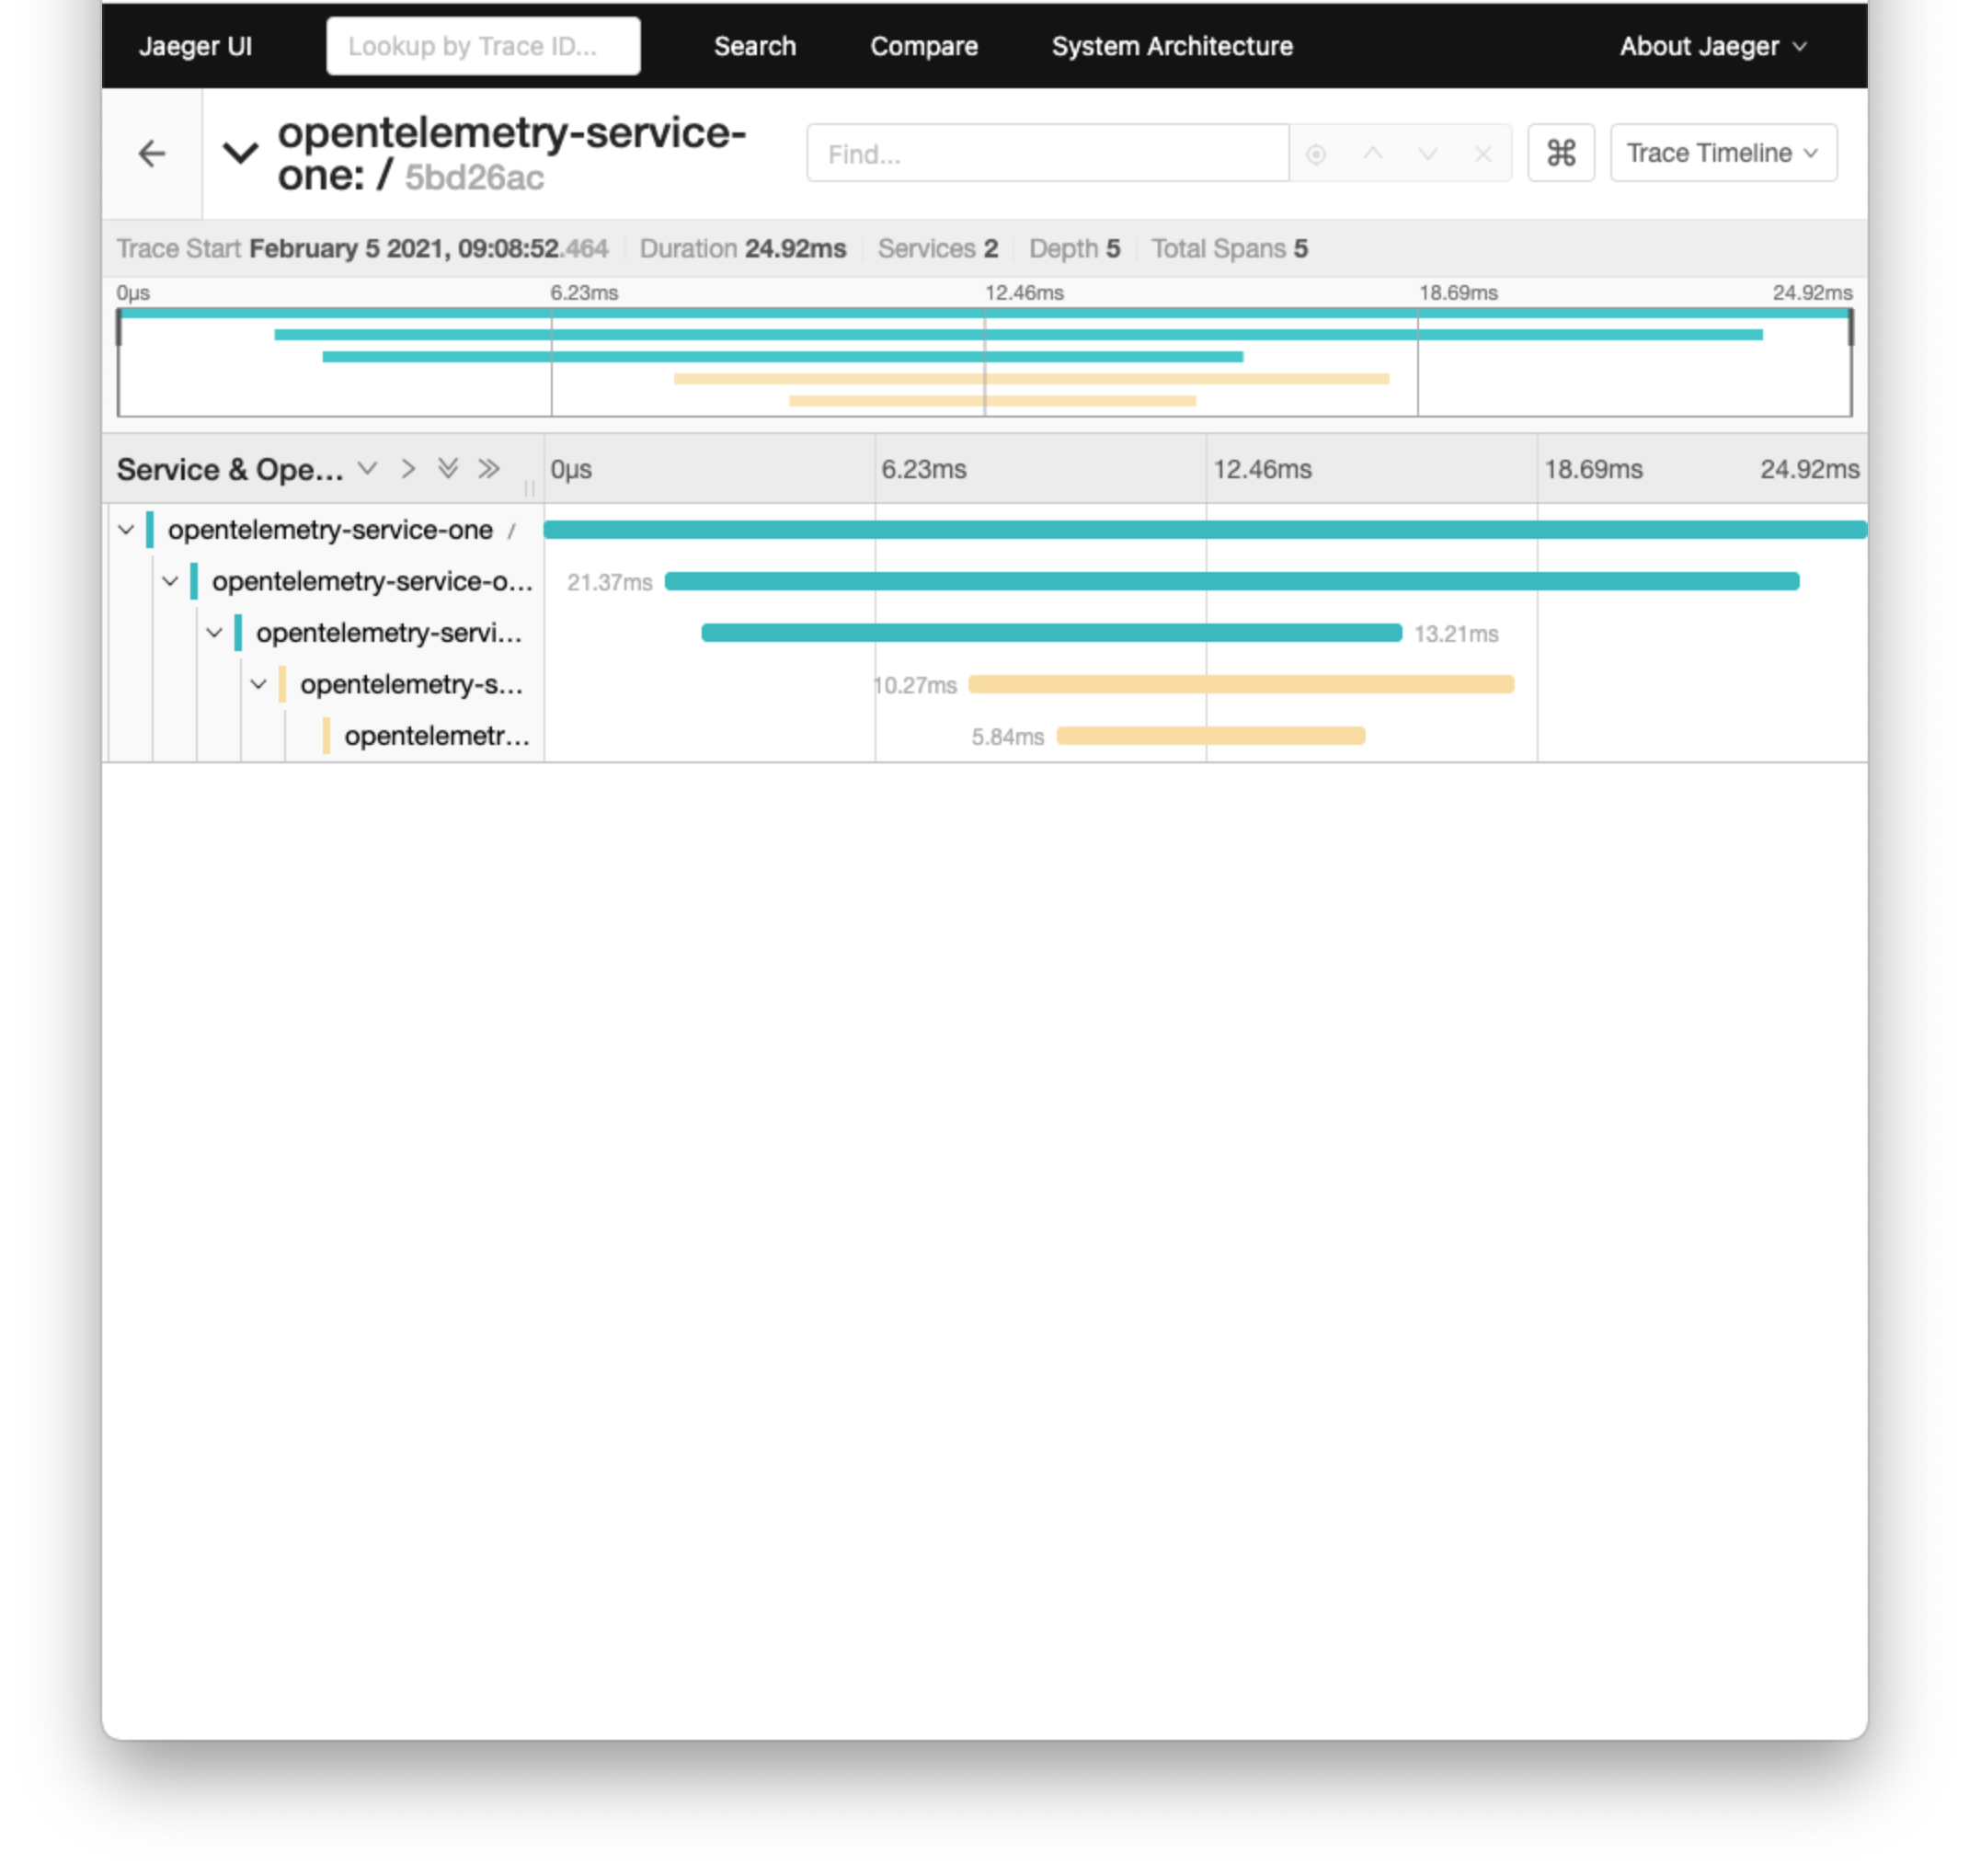 Jaeger UI Lookup by Trace ID... Search Compare System Architecture About Jaeger
opentelemetry-service-
one: / 5bd26ac
Find...
⌘
Trace Timeline
Trace Start February 5 2021, 09:08:52.464 Duration 24.92ms Services 2 Depth 5 Total Spans 5
0μs 6.23ms 12.46ms 18.69ms 24.92ms
Service & Ope... 0μs 6.23ms 12.46ms 18.69ms 24.92ms
opentelemetry-service-one /
opentelemetry-service-o... 21.37ms
opentelemetry-servi... 13.21ms
opentelemetry-s... 10.27ms
opentelemetr... 5.84ms